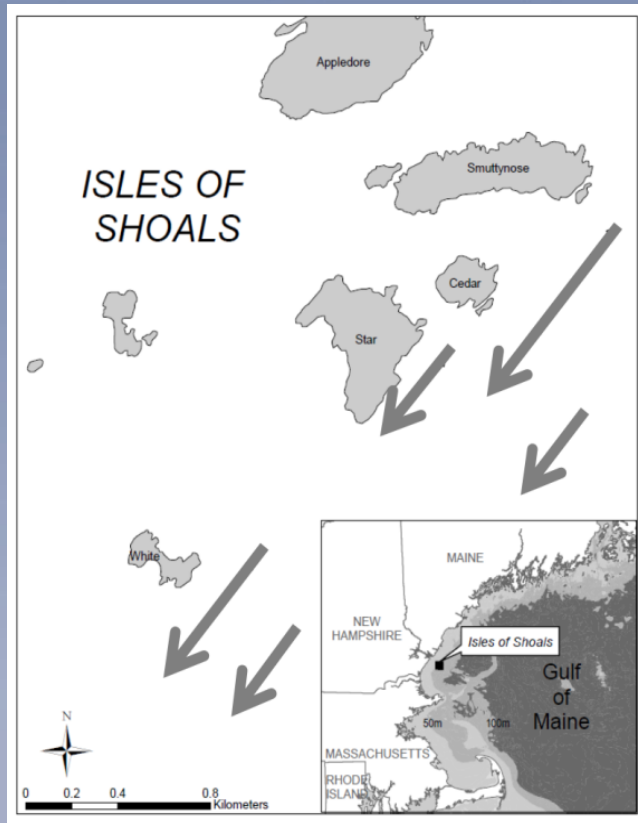 Appledore
Smuttynose
ISLES OF
SHOALS
Cedar
Star
White
MAINE
NEW
HAMPSHIRE
Isles of Shoals
Gulf
of
Maine
50m
100m
MASSACHUSETTS
RHODE
ISLAND
N
0 0.2 0.4 0.8
Kilometers